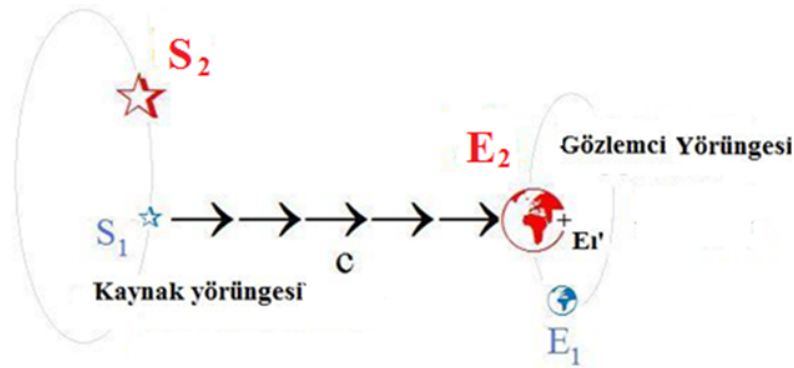 S2
E2
Gözlemci Yörüngesi
S1
E1'
C
Kaynak yörüngesi
E1